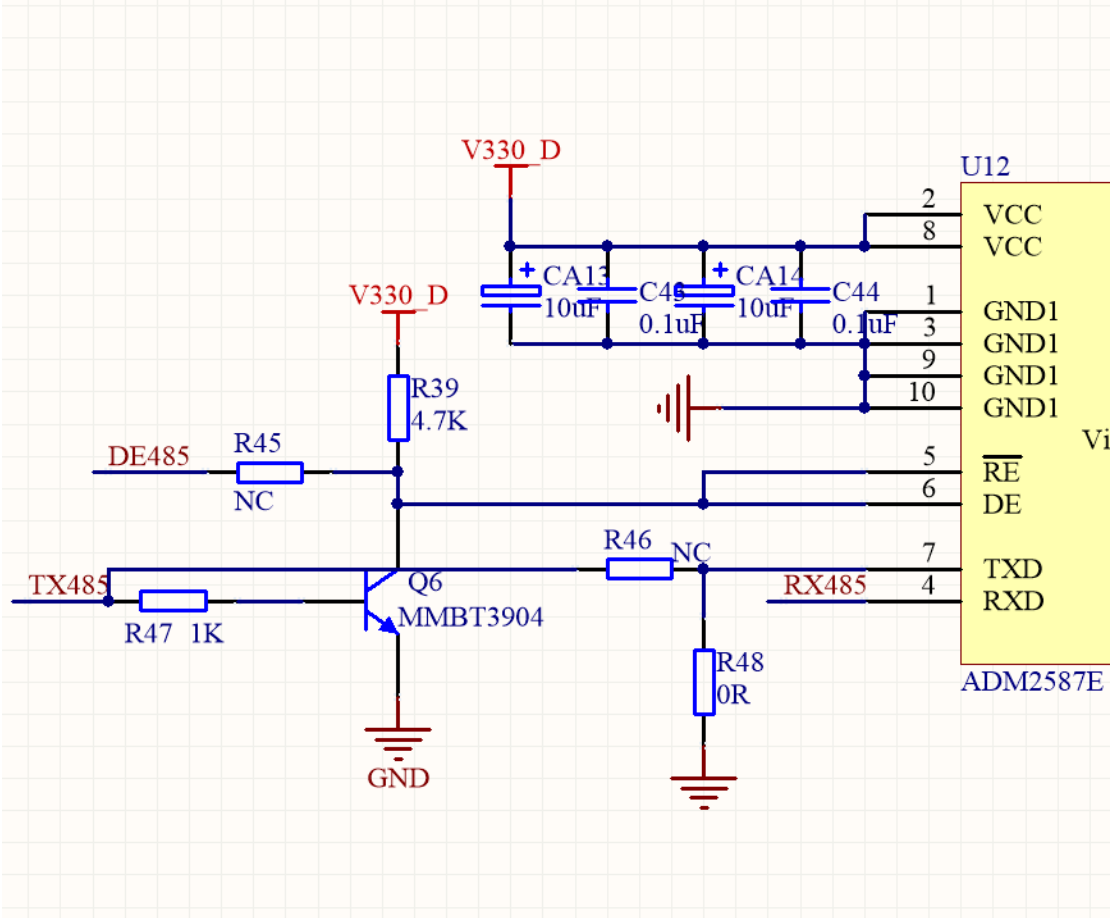 V330_D
U12
2
VCC
8
VCC
CA13
10uF
C43
0.1uF
CA14
10uF
C44
0.1uF
V330_D
1
GND1
3
GND1
9
GND1
10
GND1
R39
4.7K
Vi
DE485
R45
NC
5
RE
6
DE
R46
NC
7
TXD
TX485
Q6
RX485
4
RXD
R47 1K
MMBT3904
R48
0R
ADM2587E
GND